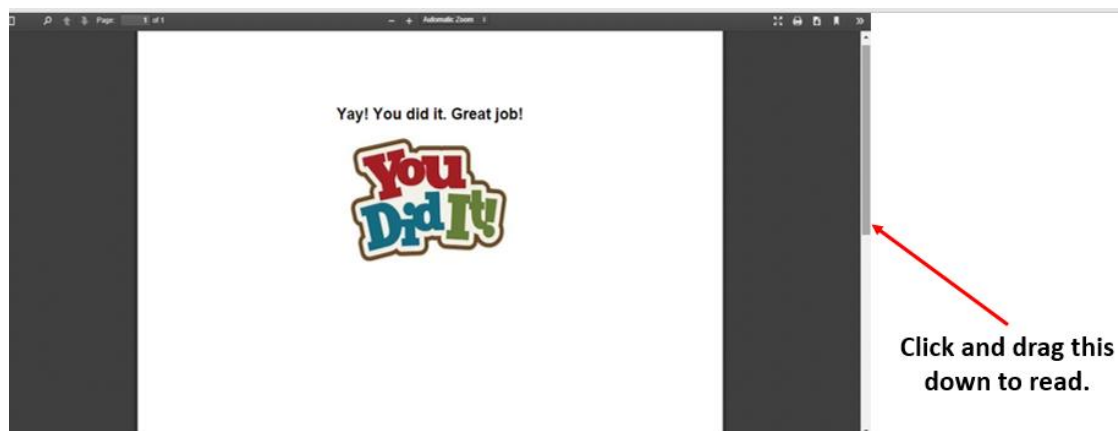 Page: 1 of 1 − + Automatic Zoom
Yay! You did it. Great job!
You
Did It!
Click and drag this
down to read.